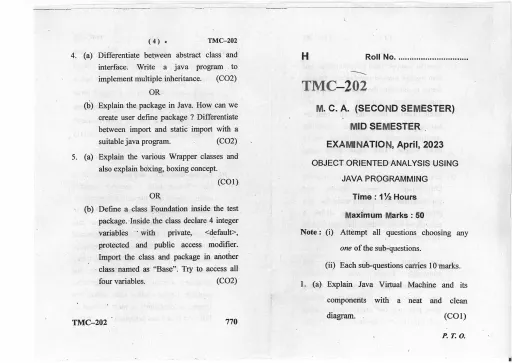 ( 4 ) . TMC–202
4. (a) Differentiate between abstract class and
interface. Write a java program to
implement multiple inheritance. (CO2)
OR
(b) Explain the package in Java. How can we
create user define package ? Differentiate
between import and static import with a
suitable java program. (CO2)
5. (a) Explain the various Wrapper classes and
also explain boxing, boxing concept.
(CO1)
OR
(b) Define a class Foundation inside the test
package. Inside the class declare 4 integer
variables with private, <default>,
protected and public access modifier.
Import the class and package in another
class named as "Base". Try to access all
four variables. (CO2)
TMC–202 770
H Roll No. ..............................
TMC–202
M. C. A. (SECOND SEMESTER)
MID SEMESTER
EXAMINATION, April, 2023
OBJECT ORIENTED ANALYSIS USING
JAVA PROGRAMMING
Time : 1½ Hours
Maximum Marks : 50
Note : (i) Attempt all questions choosing any
one of the sub-questions.
(ii) Each sub-questions carries 10 marks.
1. (a) Explain Java Virtual Machine and its
components with a neat and clean
diagram. (CO1)
P. T. O.